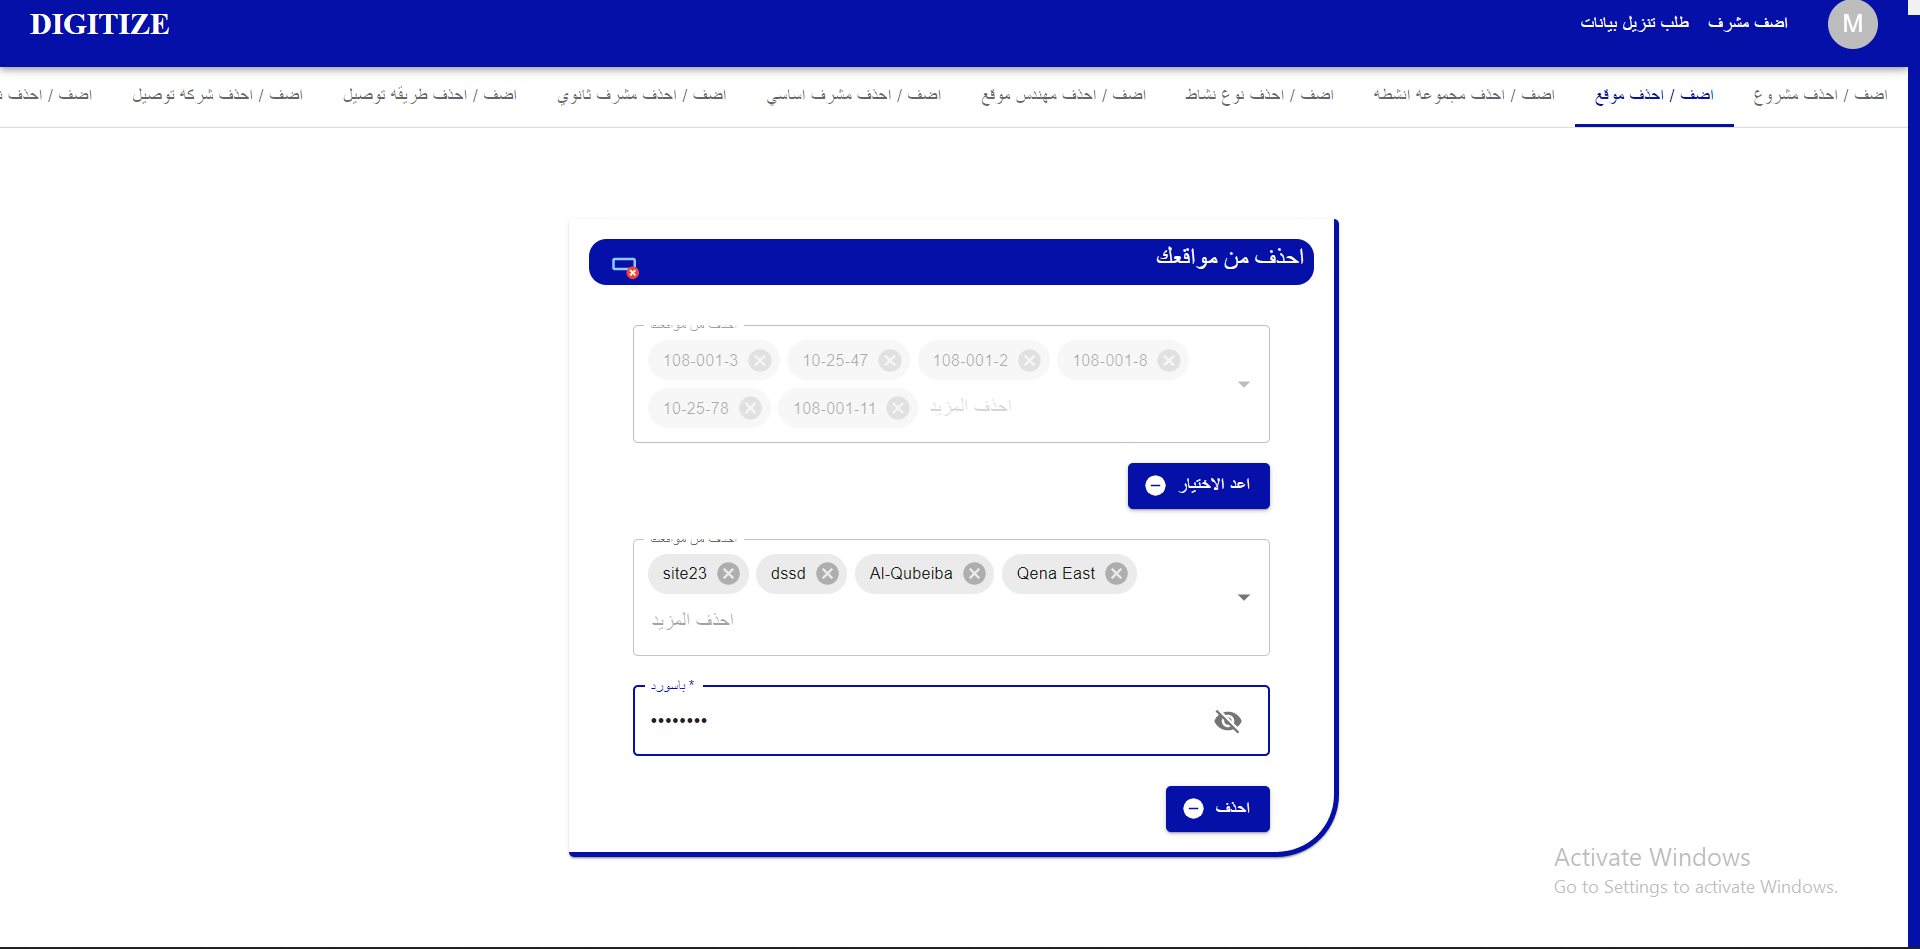 DIGITIZE
اضف مشرف
طلب تنزيل بيانات
M
اضف / احذف مشروع
اضف / احذف موقع
اضف / احذف مجموعه انشطه
اضف / احذف نوع نشاط
اضف / احذف مهندس موقع
اضف / احذف مشرف اساسي
اضف / احذف مشرف ثانوي
اضف / احذف طريقه توصيل
اضف / احذف شركه توصيل
اضف / احذف
احذف من مواقعك
احذف من مواقعك
108-001-3 10-25-47 108-001-2 108-001-8
10-25-78 108-001-11 احذف المزيد
اعد الاختيار
احذف من مواقعك
site23 dssd Al-Qubeiba Qena East
احذف المزيد
باسورد *
••••••••
احذف
Activate Windows
Go to Settings to activate Windows.